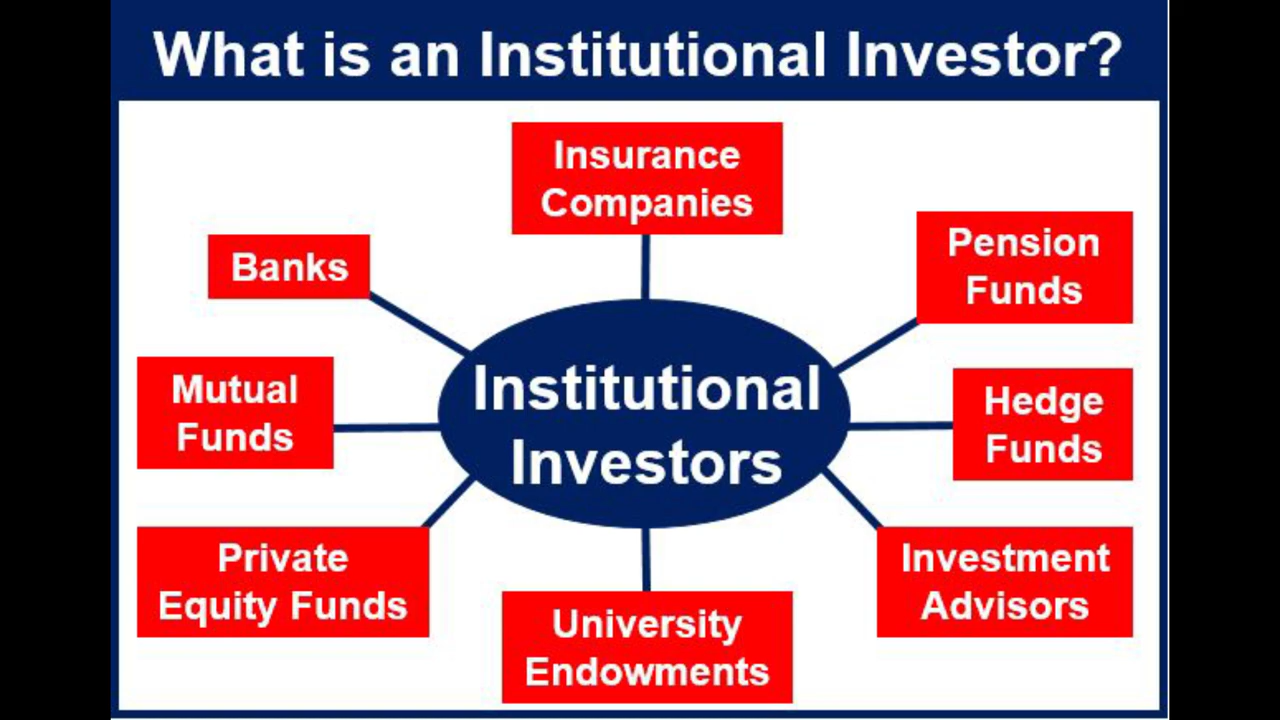 What is an Institutional Investor?
Insurance
Companies
Pension
Funds
Banks
Institutional
Investors
Mutual
Funds
Hedge
Funds
Private
Equity Funds
Investment
Advisors
University
Endowments